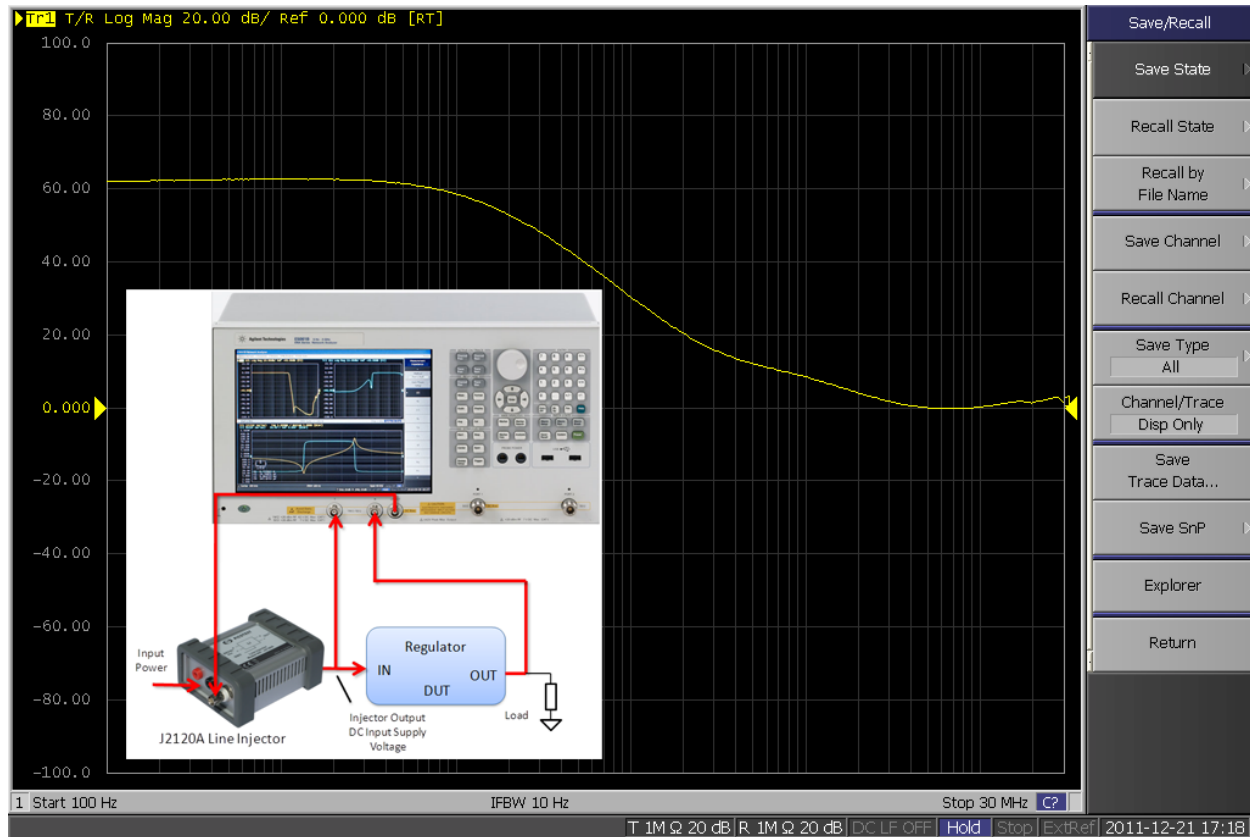 Tr1 T/R Log Mag 20.00 dB/ Ref 0.000 dB [RT]
100.0
80.00
60.00
40.00
20.00
0.000
-20.00
-40.00
-60.00
-80.00
-100.0
1
Agilent Technologies
Input
Power
J2120A Line Injector
Regulator
IN
OUT
DUT
Injector Output
DC Input Supply
Voltage
Load
1 Start 100 Hz
IFBW 10 Hz
Stop 30 MHz C?
T 1M Ω 20 dB R 1M Ω 20 dB DC LF OFF Hold Stop ExtRef 2011-12-21 17:18
Save/Recall
Save State
Recall State
Recall by
File Name
Save Channel
Recall Channel
Save Type
All
Channel/Trace
Disp Only
Save
Trace Data...
Save SnP
Explorer
Return